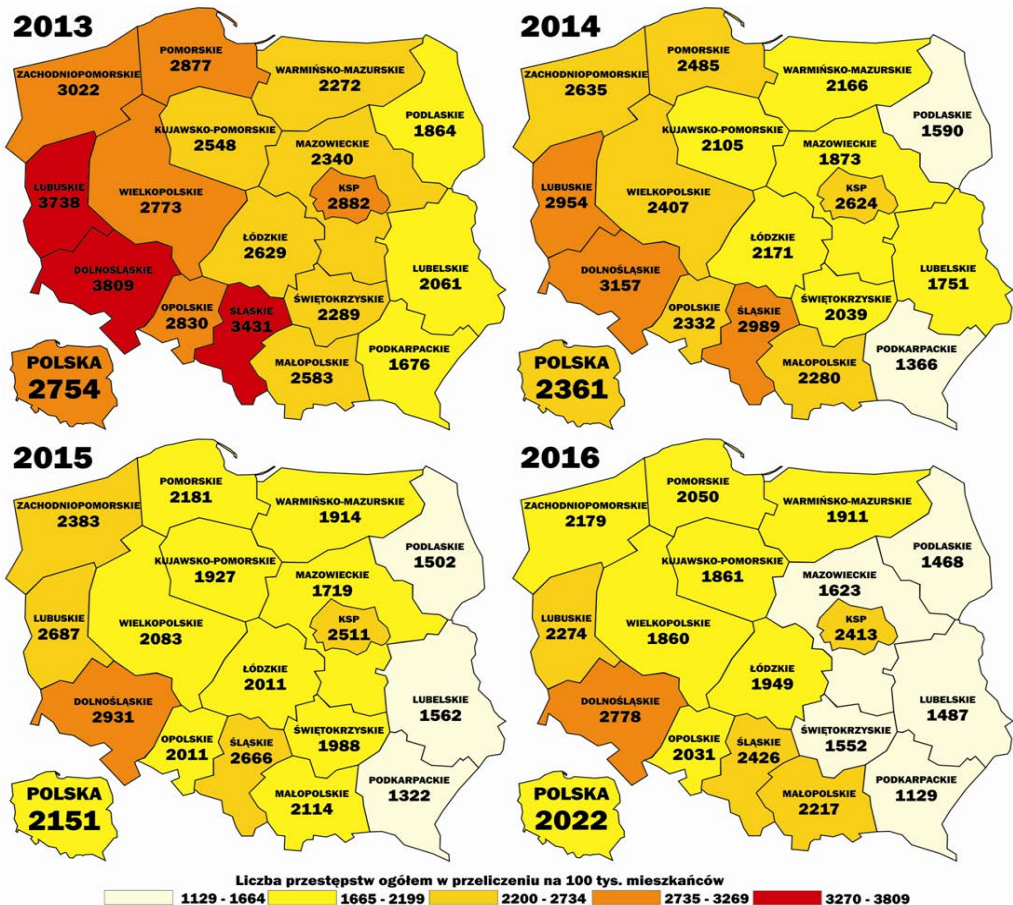 2013
POMORSKIE
2877
ZACHODNIOPOMORSKIE
3022
WARMIŃSKO-MAZURSKIE
2272
PODLASKIE
1864
KUJAWSKO-POMORSKIE
2548
MAZOWIECKIE
2340
KSP
2882
LUBUSKIE
3738
WIELKOPOLSKIE
2773
ŁÓDZKIE
2629
LUBELSKIE
2061
DOLNOŚLĄSKIE
3809
OPOLSKIE
2830
ŚLĄSKIE
3431
ŚWIĘTOKRZYSKIE
2289
MAŁOPOLSKIE
2583
PODKARPACKIE
1676
POLSKA
2754
2014
POMORSKIE
2485
ZACHODNIOPOMORSKIE
2635
WARMIŃSKO-MAZURSKIE
2166
PODLASKIE
1590
KUJAWSKO-POMORSKIE
2105
MAZOWIECKIE
1873
KSP
2624
LUBUSKIE
2954
WIELKOPOLSKIE
2407
ŁÓDZKIE
2171
LUBELSKIE
1751
DOLNOŚLĄSKIE
3157
OPOLSKIE
2332
ŚLĄSKIE
2989
ŚWIĘTOKRZYSKIE
2039
MAŁOPOLSKIE
2280
PODKARPACKIE
1366
POLSKA
2361
2015
POMORSKIE
2181
ZACHODNIOPOMORSKIE
2383
WARMIŃSKO-MAZURSKIE
1914
PODLASKIE
1502
KUJAWSKO-POMORSKIE
1927
MAZOWIECKIE
1719
KSP
2511
LUBUSKIE
2687
WIELKOPOLSKIE
2083
ŁÓDZKIE
2011
LUBELSKIE
1562
DOLNOŚLĄSKIE
2931
OPOLSKIE
2011
ŚLĄSKIE
2666
ŚWIĘTOKRZYSKIE
1988
MAŁOPOLSKIE
2114
PODKARPACKIE
1322
POLSKA
2151
2016
POMORSKIE
2050
ZACHODNIOPOMORSKIE
2179
WARMIŃSKO-MAZURSKIE
1911
PODLASKIE
1468
KUJAWSKO-POMORSKIE
1861
MAZOWIECKIE
1623
KSP
2413
LUBUSKIE
2274
WIELKOPOLSKIE
1860
ŁÓDZKIE
1949
LUBELSKIE
1487
DOLNOŚLĄSKIE
2778
OPOLSKIE
2031
ŚLĄSKIE
2426
ŚWIĘTOKRZYSKIE
1552
MAŁOPOLSKIE
2217
PODKARPACKIE
1129
POLSKA
2022
Liczba przestępstw ogółem w przeliczeniu na 100 tys. mieszkańców
1129 - 1664 1665 - 2199 2200 - 2734 2735 - 3269 3270 - 3809